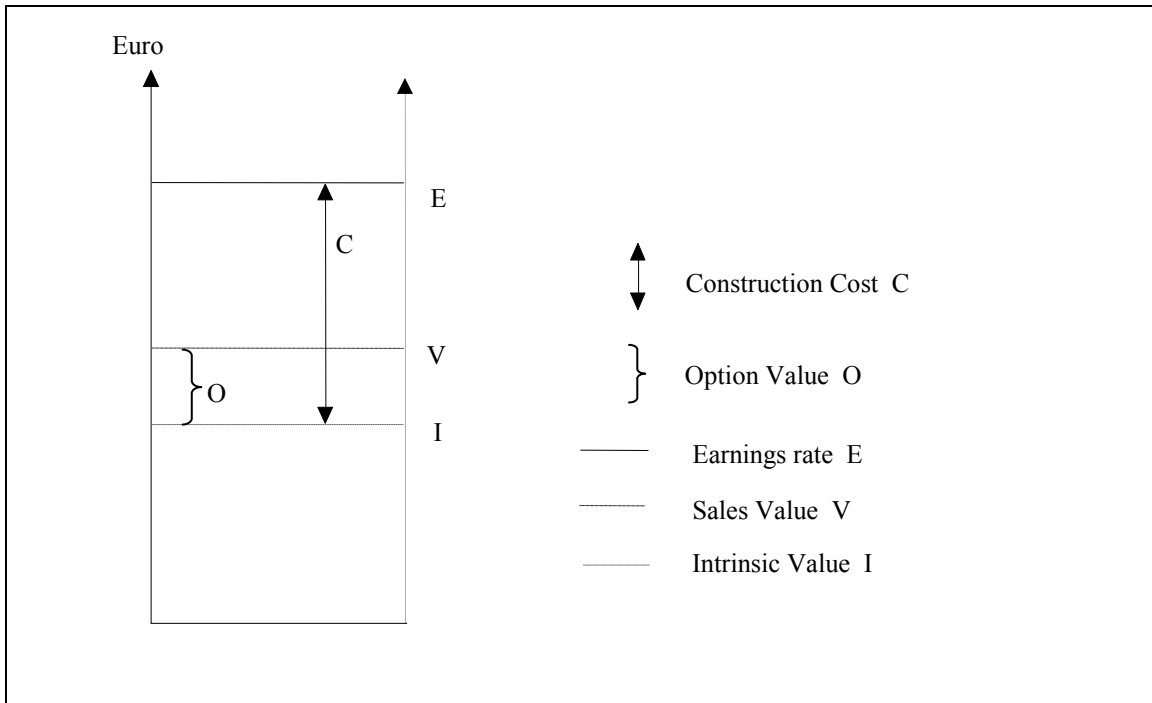 Euro
E
C
V
O
I
Construction Cost C
Option Value O
Earnings rate E
Sales Value V
Intrinsic Value I